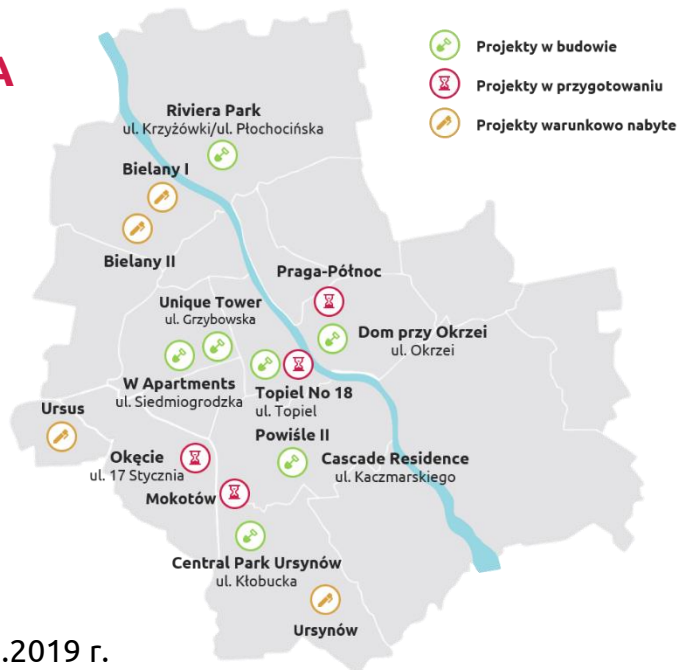 A
Projekty w budowie
Projekty w przygotowaniu
Projekty warunkowo nabyte
Riviera Park
ul. Krzyżówki/ul. Płochocińska
Bielany I
Bielany II
Praga-Północ
Unique Tower
ul. Grzybowska
Dom przy Okrzei
ul. Okrzei
W Apartments
ul. Siedmiogrodzka
Topiel No 18
ul. Topiel
Ursus
Powiśle II
Okęcie
ul. 17 Stycznia
Cascade Residence
ul. Kaczmarskiego
Mokotów
Central Park Ursynów
ul. Kłobucka
Ursynów
.2019 r.